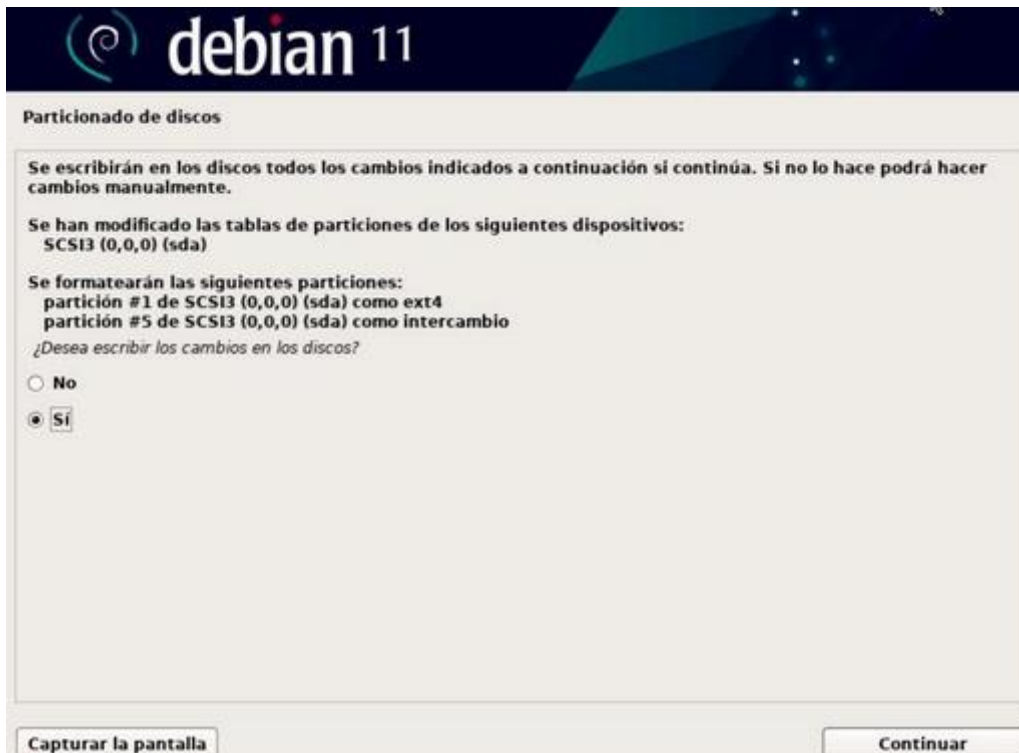 debian 11
Particionado de discos
Se escribirán en los discos todos los cambios indicados a continuación si continúa. Si no lo hace podrá hacer
cambios manualmente.
Se han modificado las tablas de particiones de los siguientes dispositivos:
SCSI3 (0,0,0) (sda)
Se formatearán las siguientes particiones:
partición #1 de SCSI3 (0,0,0) (sda) como ext4
partición #5 de SCSI3 (0,0,0) (sda) como intercambio
¿Desea escribir los cambios en los discos?
No
Sí
Capturar la pantalla
Continuar